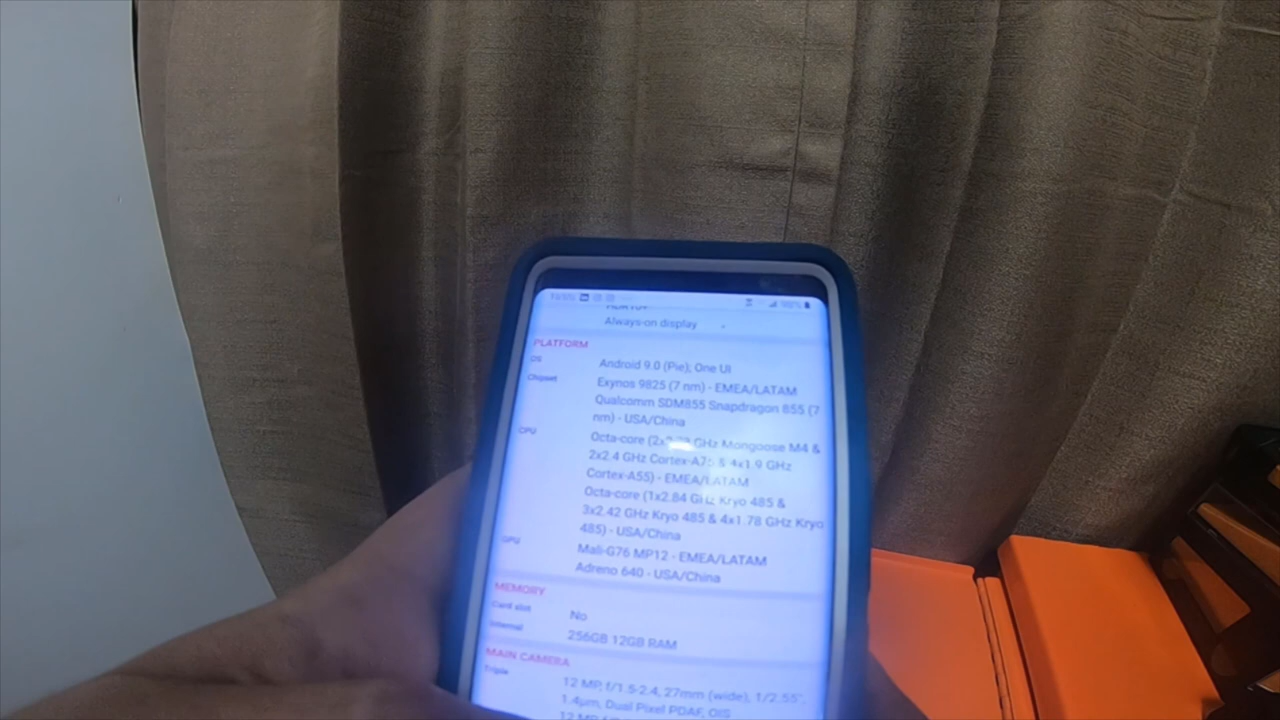 Always-on display
PLATFORM
OS
Android 9.0 (Pie); One UI
Chipset
Exynos 9825 (7 nm) - EMEA/LATAM
Qualcomm SDM855 Snapdragon 855 (7
nm) - USA/China
CPU
Octa-core (2x2.73 GHz Mongoose M4 &
2x2.4 GHz Cortex-A75 & 4x1.9 GHz
Cortex-A55) - EMEA/LATAM
Octa-core (1x2.84 GHz Kryo 485 &
3x2.42 GHz Kryo 485 & 4x1.78 GHz Kryo
485) - USA/China
GPU
Mali-G76 MP12 - EMEA/LATAM
Adreno 640 - USA/China
MEMORY
Card slot
No
Internal
256GB 12GB RAM
MAIN CAMERA
Triple
12 MP, f/1.5-2.4, 27mm (wide), 1/2.55",
1.4µm, Dual Pixel PDAF, OIS